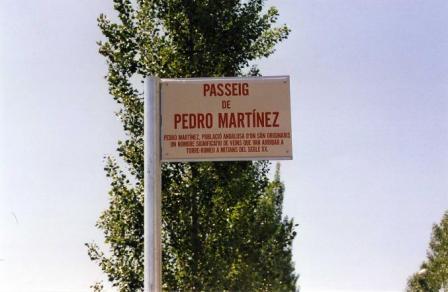 PASSEIG
DE
PEDRO MARTÍNEZ
PEDRO MARTÍNEZ, POBLACIÓ ANDALUSA D'ON SÓN ORIGINARIS
UN NOMBRE SIGNIFICATIU DE VEÏNS QUE VAN ARRIBAR A
TORRE-ROMEU A MITJANS DEL SEGLE XX.